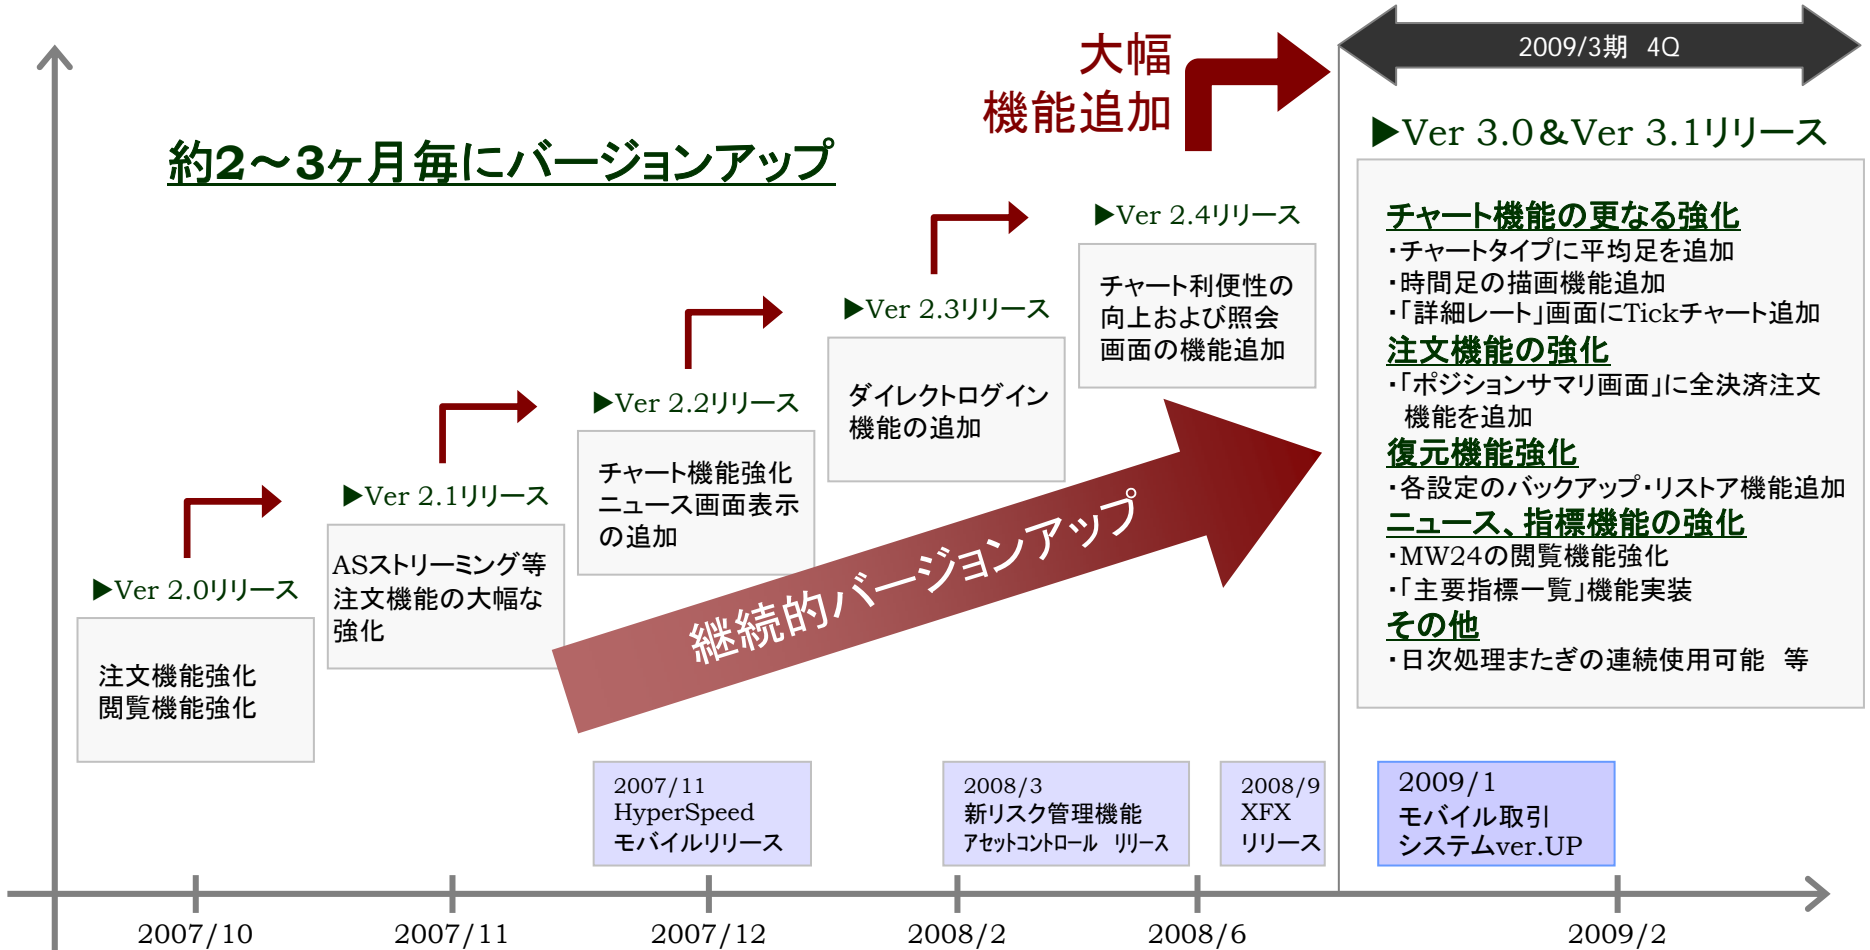 2009/3期　4Q
大幅
機能追加
▶Ver 3.0＆Ver 3.1リリース
約2～3ヶ月毎にバージョンアップ
チャート機能の更なる強化
・チャートタイプに平均足を追加
・時間足の描画機能追加
・「詳細レート」画面にTickチャート追加
注文機能の強化
・「ポジションサマリ画面」に全決済注文
機能を追加
復元機能強化
・各設定のバックアップ・リストア機能追加
ニュース、指標機能の強化
・MW24の閲覧機能強化
・「主要指標一覧」機能実装
その他
・日次処理またぎの連続使用可能　等
▶Ver 2.4リリース
チャート利便性の
向上および照会
画面の機能追加
▶Ver 2.3リリース
ダイレクトログイン
機能の追加
▶Ver 2.2リリース
チャート機能強化
ニュース画面表示
の追加
▶Ver 2.1リリース
ASストリーミング等
注文機能の大幅な
強化
▶Ver 2.0リリース
注文機能強化
閲覧機能強化
継続的バージョンアップ
2007/11
HyperSpeed
モバイルリリース
2008/3
新リスク管理機能
アセットコントロール　リリース
2008/9
XFX
リリース
2009/1
モバイル取引
システムver.UP
2007/10
2007/11
2007/12
2008/2
2008/6
2009/2